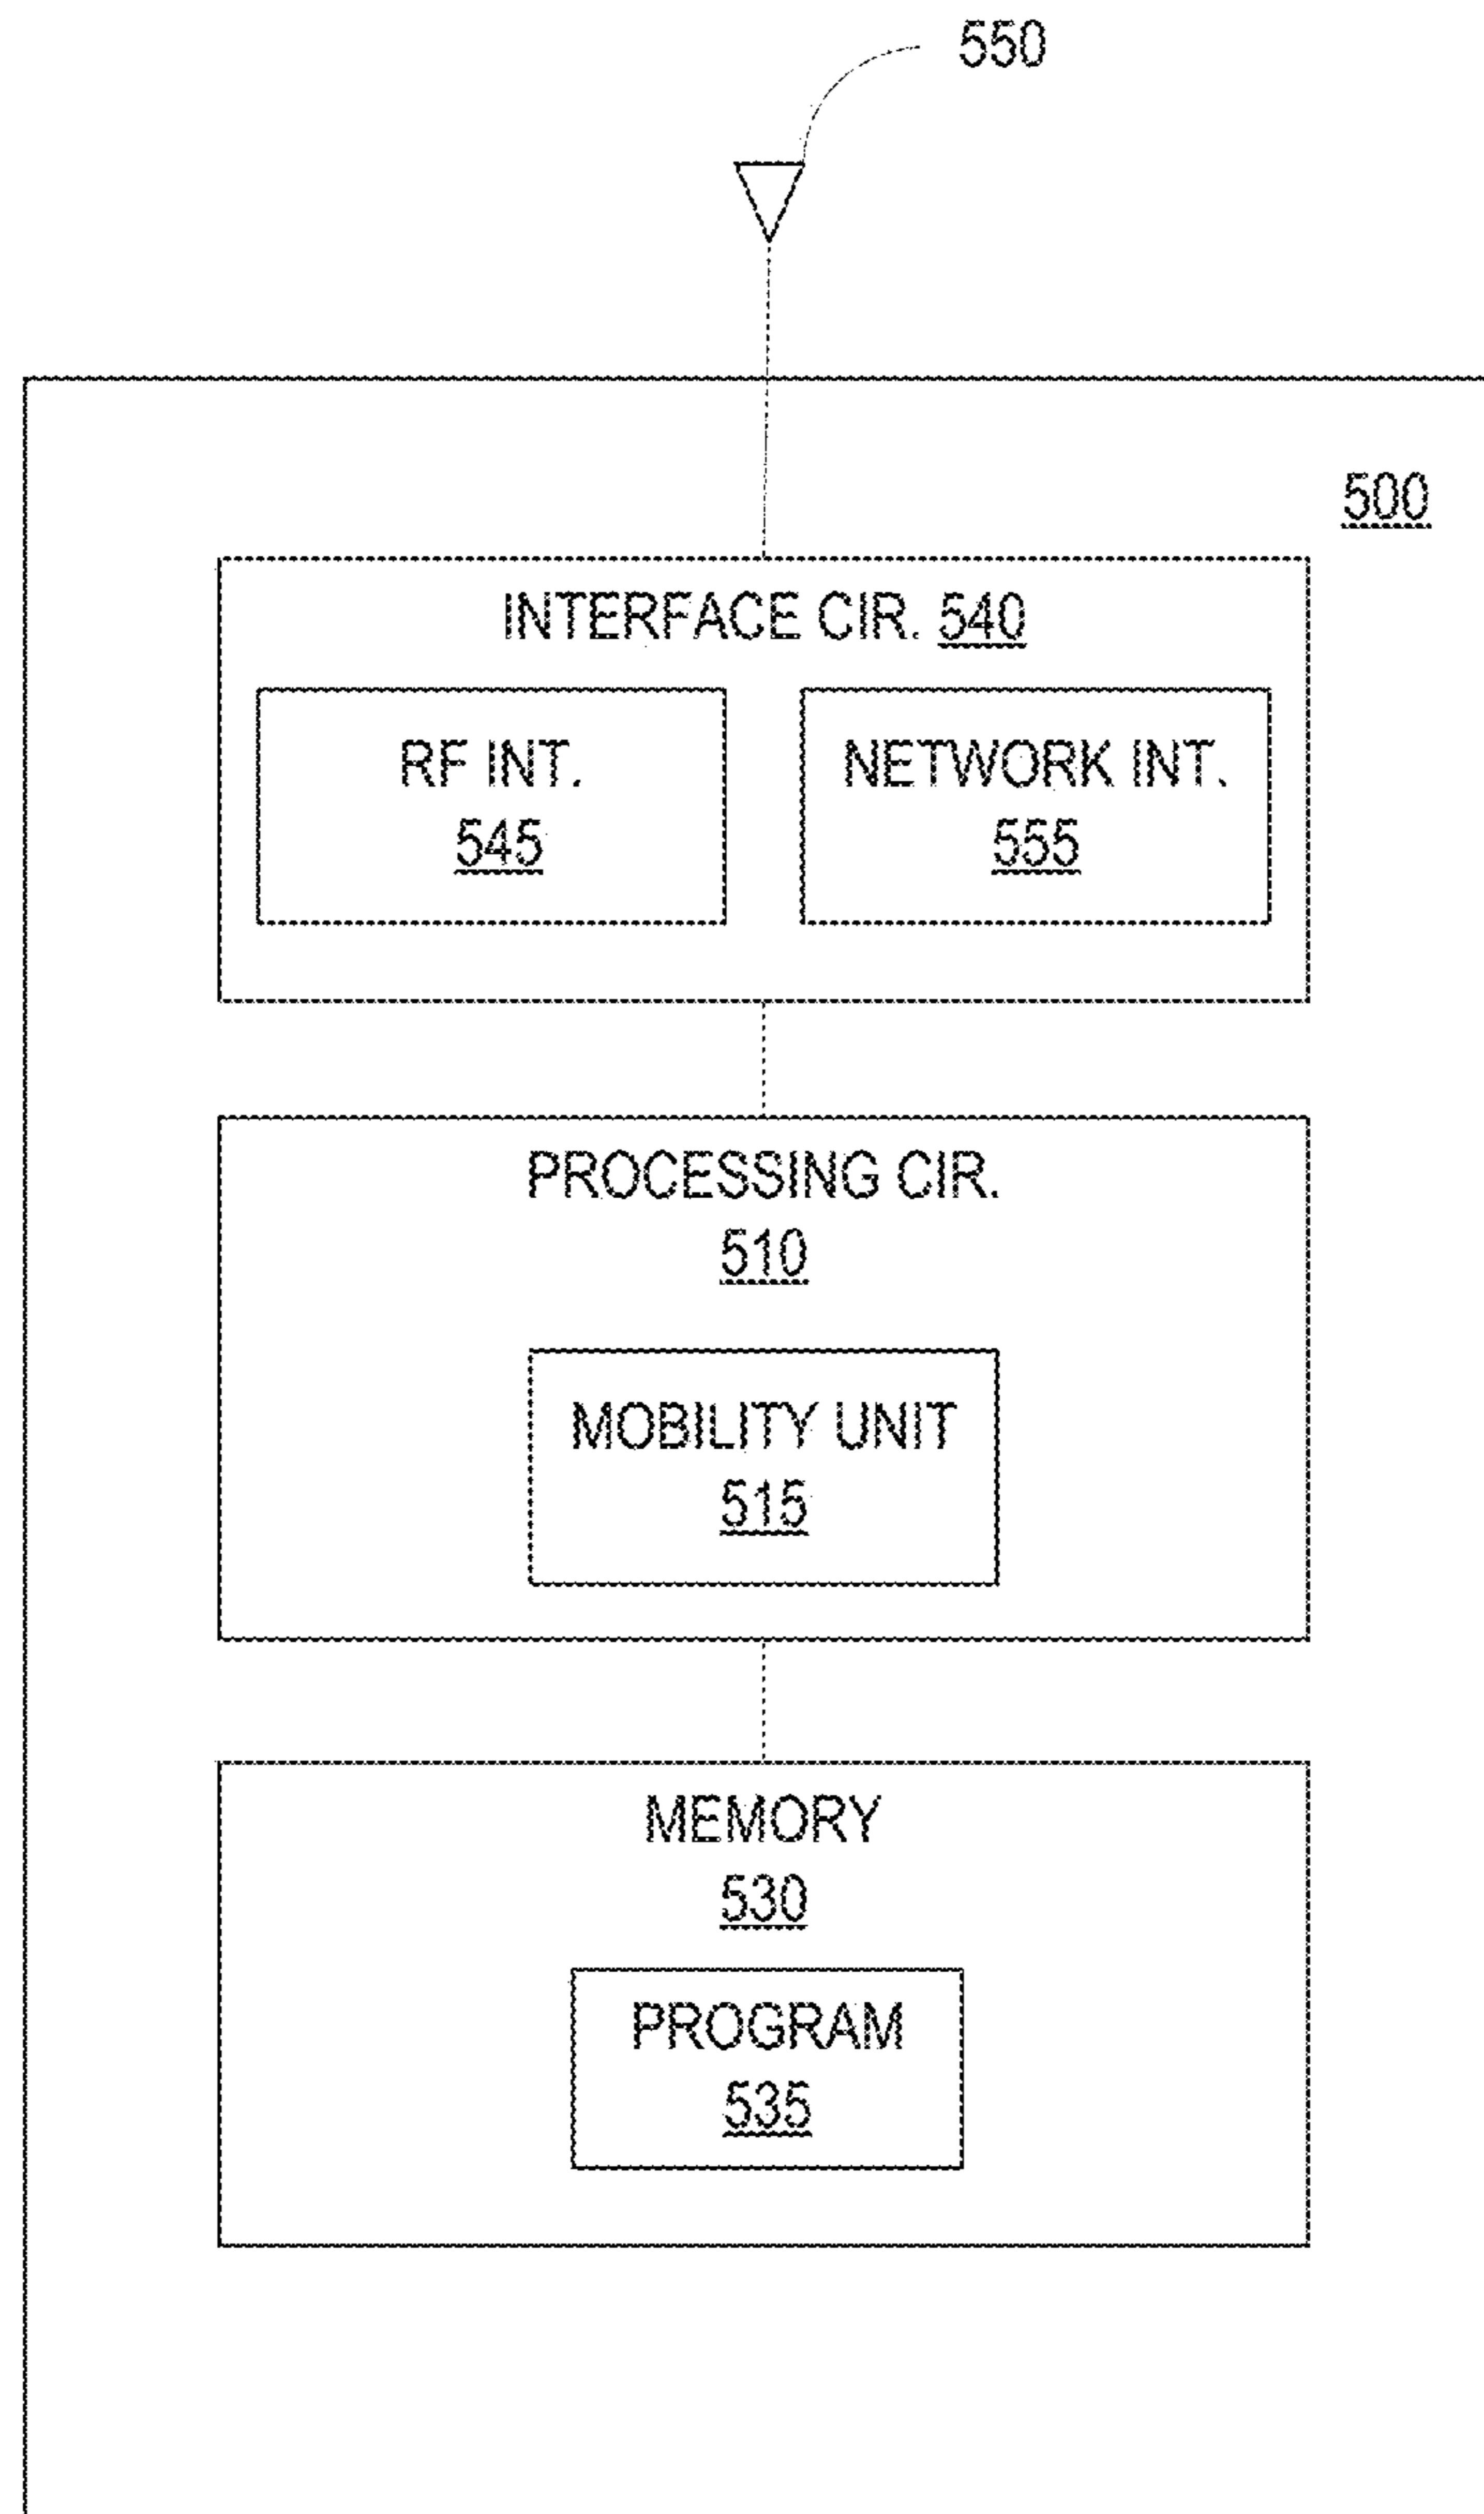 550
500
INTERFACE CIR. 540
RF INT.
545
NETWORK INT.
555
PROCESSING CIR.
510
MOBILITY UNIT
515
MEMORY
530
PROGRAM
535